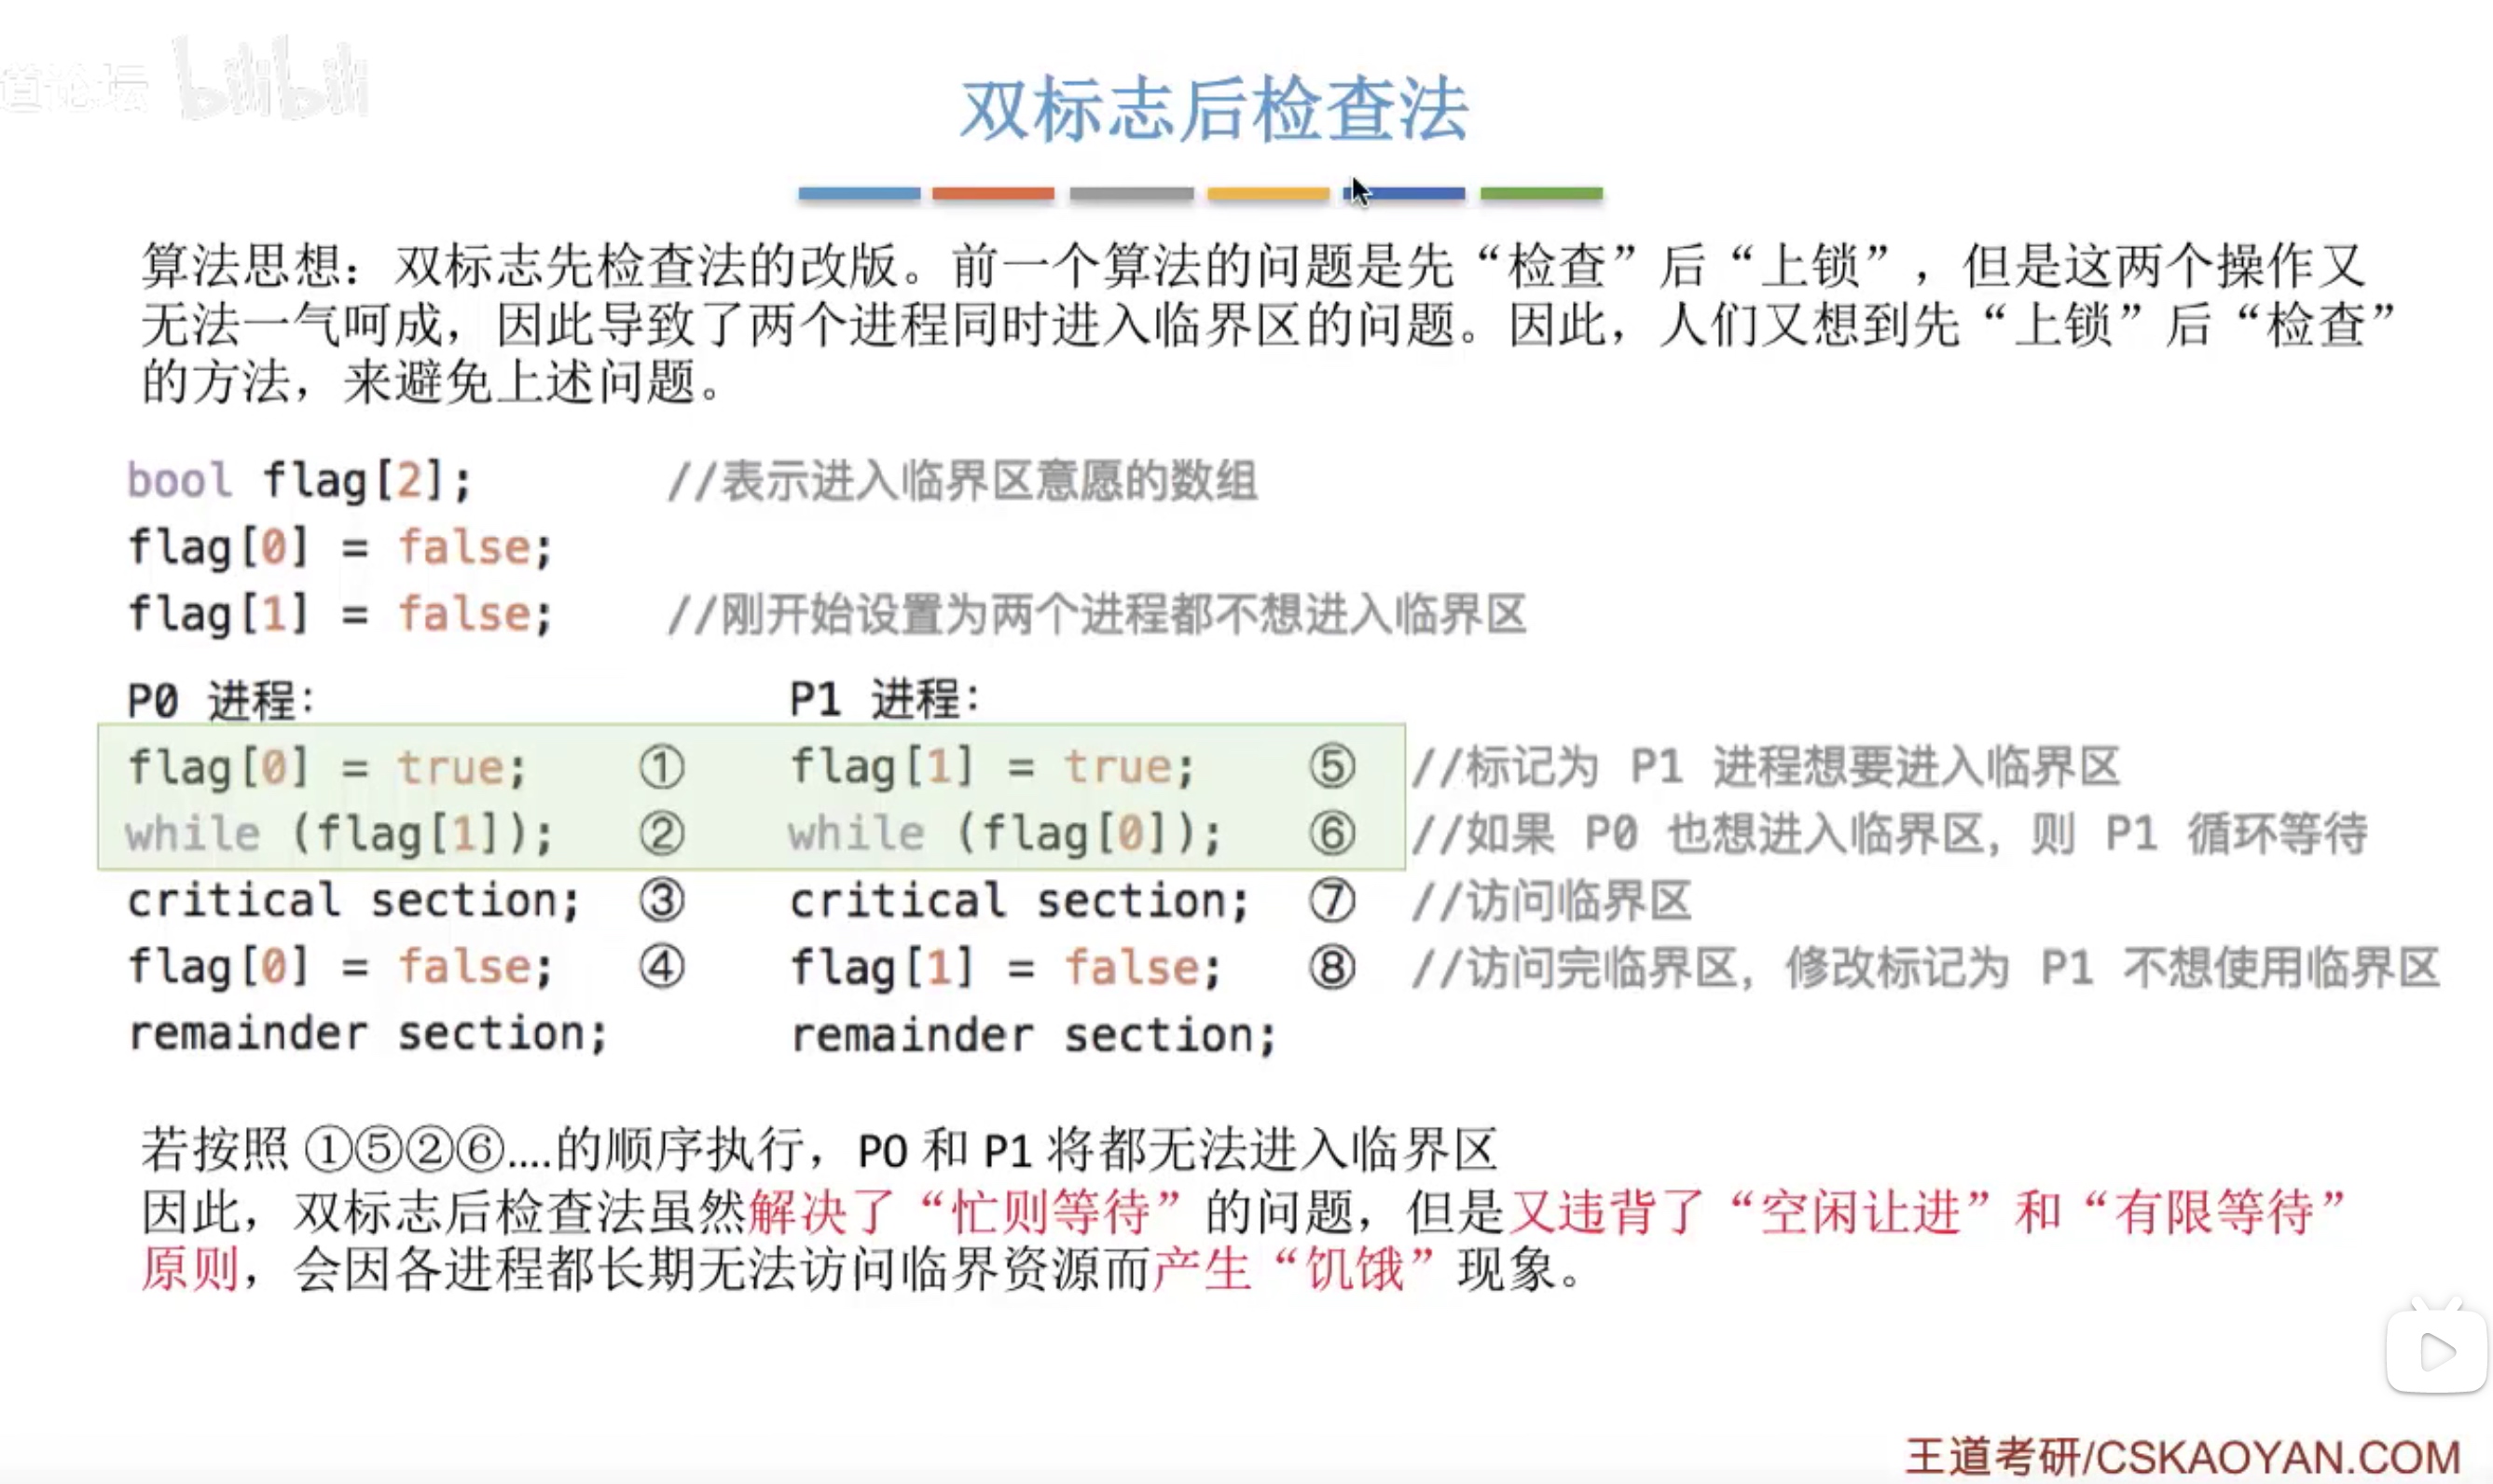 道论坛 bilibili
双标志后检查法
算法思想：双标志先检查法的改版。前一个算法的问题是先“检查”后“上锁”，但是这两个操作又
无法一气呵成，因此导致了两个进程同时进入临界区的问题。因此，人们又想到先“上锁”后“检查”
的方法，来避免上述问题。
bool flag[2]; //表示进入临界区意愿的数组
flag[0] = false;
flag[1] = false; //刚开始设置为两个进程都不想进入临界区
P0 进程: P1 进程:
flag[0] = true; ① flag[1] = true; ⑤ //标记为 P1 进程想要进入临界区
while (flag[1]); ② while (flag[0]); ⑥ //如果 P0 也想进入临界区，则 P1 循环等待
critical section; ③ critical section; ⑦ //访问临界区
flag[0] = false; ④ flag[1] = false; ⑧ //访问完临界区，修改标记为 P1 不想使用临界区
remainder section; remainder section;
若按照 ①⑤②⑥....的顺序执行，P0 和 P1 将都无法进入临界区
因此，双标志后检查法虽然解决了“忙则等待”的问题，但是又违背了“空闲让进”和“有限等待”
原则，会因各进程都长期无法访问临界资源而产生“饥饿”现象。
王道考研/CSKAOYAN.COM